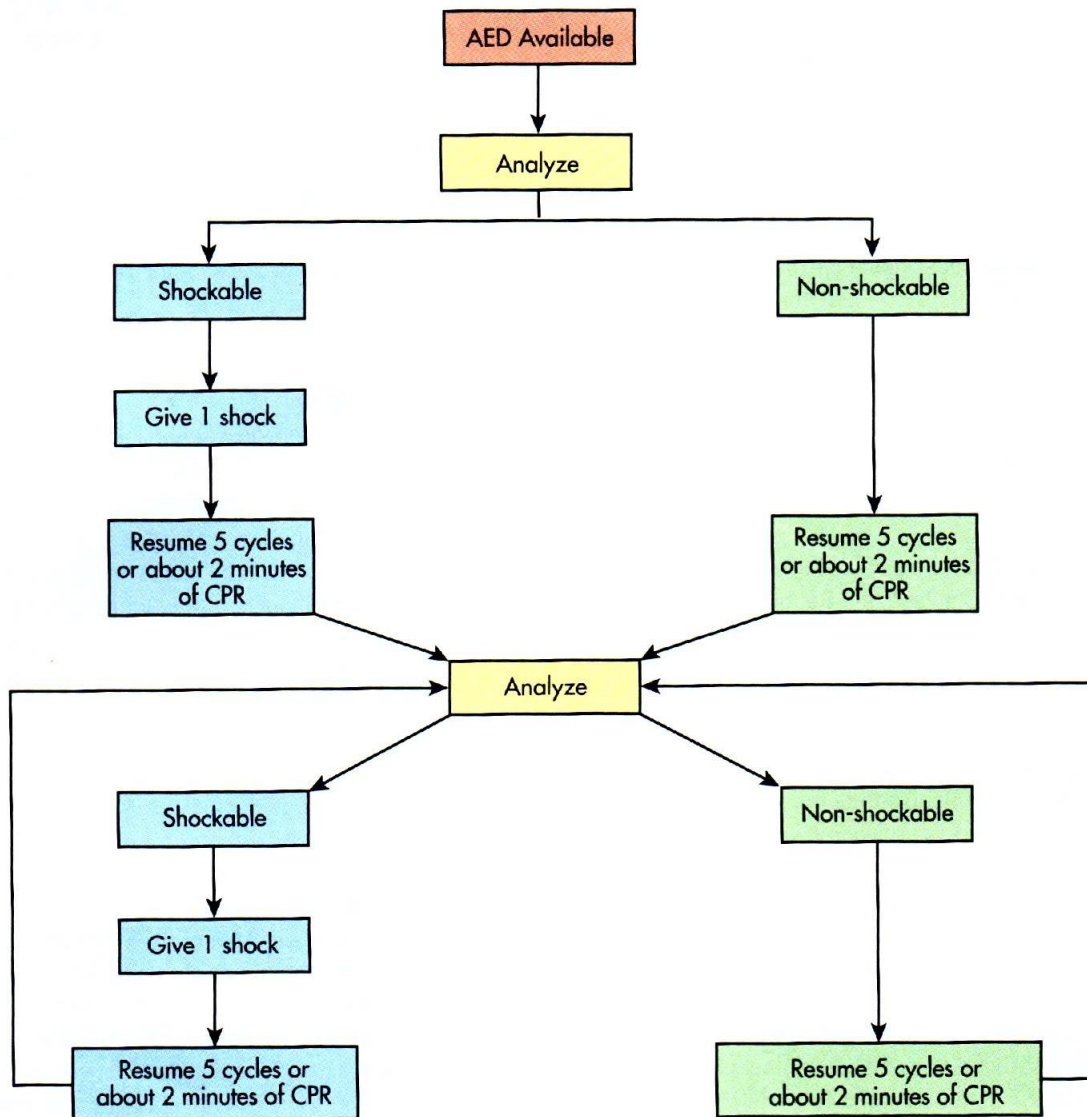 AED Available
Analyze
Shockable
Non-shockable
Give 1 shock
Resume 5 cycles
or about 2 minutes
of CPR
Resume 5 cycles
or about 2 minutes
of CPR
Analyze
Shockable
Non-shockable
Give 1 shock
Resume 5 cycles or
about 2 minutes of CPR
Resume 5 cycles or
about 2 minutes of CPR